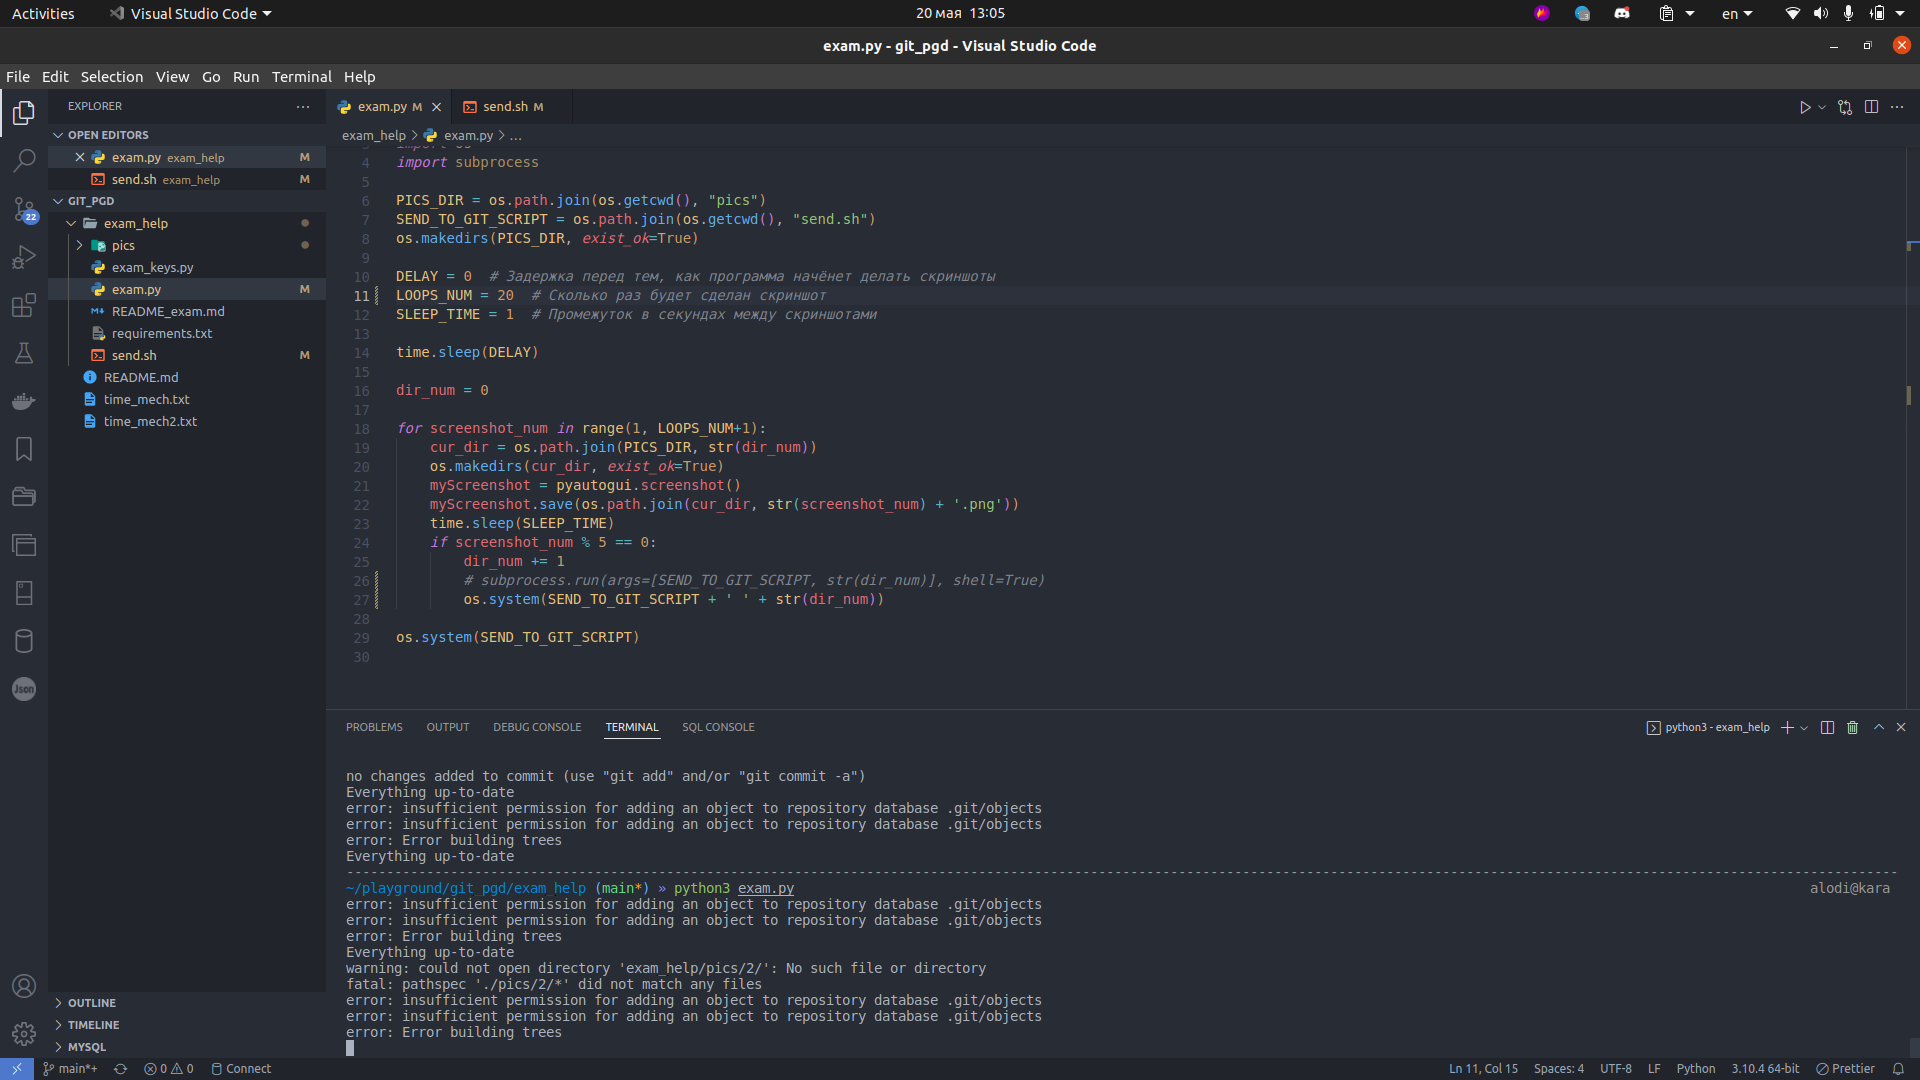 Activities
Visual Studio Code
20 мая 13:05
en
exam.py - git_pgd - Visual Studio Code
File Edit Selection View Go Run Terminal Help
EXPLORER
OPEN EDITORS
exam.py exam_help M
send.sh exam_help M
GIT_PGD
exam_help
pics
exam_keys.py
exam.py M
README_exam.md
requirements.txt
send.sh M
README.md
time_mech.txt
time_mech2.txt
OUTLINE
TIMELINE
MYSQL
22
Json
exam.py M
send.sh M
exam_help > exam.py > ...
4 import subprocess
5
6 PICS_DIR = os.path.join(os.getcwd(), "pics")
7 SEND_TO_GIT_SCRIPT = os.path.join(os.getcwd(), "send.sh")
8 os.makedirs(PICS_DIR, exist_ok=True)
9
10 DELAY = 0 # Задержка перед тем, как программа начёнет делать скриншоты
11 LOOPS_NUM = 20 # Сколько раз будет сделан скриншот
12 SLEEP_TIME = 1 # Промежуток в секундах между скриншотами
13
14 time.sleep(DELAY)
15
16 dir_num = 0
17
18 for screenshot_num in range(1, LOOPS_NUM+1):
19 cur_dir = os.path.join(PICS_DIR, str(dir_num))
20 os.makedirs(cur_dir, exist_ok=True)
21 myScreenshot = pyautogui.screenshot()
22 myScreenshot.save(os.path.join(cur_dir, str(screenshot_num) + '.png'))
23 time.sleep(SLEEP_TIME)
24 if screenshot_num % 5 == 0:
25 dir_num += 1
26 # subprocess.run(args=[SEND_TO_GIT_SCRIPT, str(dir_num)], shell=True)
27 os.system(SEND_TO_GIT_SCRIPT + ' ' + str(dir_num))
28
29 os.system(SEND_TO_GIT_SCRIPT)
30
PROBLEMS OUTPUT DEBUG CONSOLE TERMINAL SQL CONSOLE
python3 - exam_help
no changes added to commit (use "git add" and/or "git commit -a")
Everything up-to-date
error: insufficient permission for adding an object to repository database .git/objects
error: insufficient permission for adding an object to repository database .git/objects
error: Error building trees
Everything up-to-date
~/playground/git_pgd/exam_help (main*) » python3 exam.py alodi@kara
error: insufficient permission for adding an object to repository database .git/objects
error: insufficient permission for adding an object to repository database .git/objects
error: Error building trees
Everything up-to-date
warning: could not open directory 'exam_help/pics/2/': No such file or directory
fatal: pathspec './pics/2/*' did not match any files
error: insufficient permission for adding an object to repository database .git/objects
error: insufficient permission for adding an object to repository database .git/objects
error: Error building trees
main*+ 0 0 Connect
Ln 11, Col 15 Spaces: 4 UTF-8 LF Python 3.10.4 64-bit Prettier